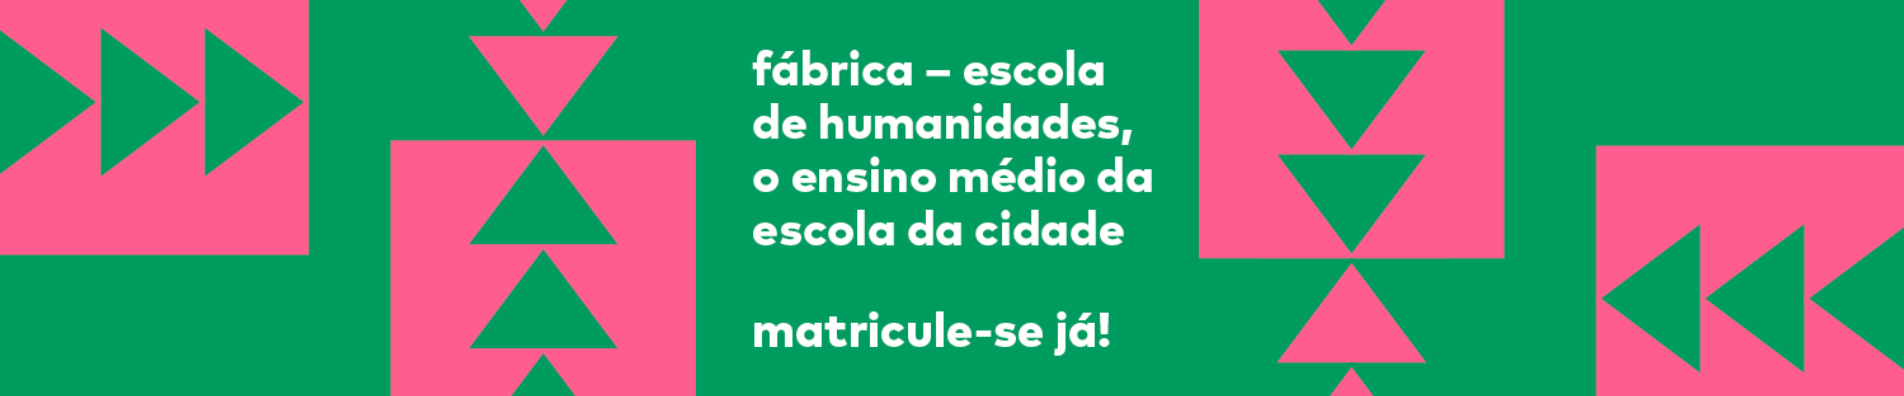 fábrica – escola
de humanidades,
o ensino médio da
escola da cidade
matricule-se já!